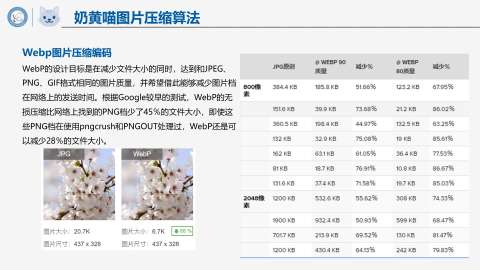 奶黄喵图片压缩算法
Webp图片压缩编码
WebP的设计目标是在减少文件大小的同时，达到和JPEG、
PNG、GIF格式相同的图片质量，并希望借此能够减少图片档
在网络上的发送时间。根据Google较早的测试，WebP的无
损压缩比网络上找到的PNG档少了45％的文件大小，即使这
些PNG档在使用pngcrush和PNGOUT处理过，WebP还是可
以减少28％的文件大小。
JPG
WebP
图片大小：20.7K
图片尺寸：437 x 328
图片大小：6.7K
图片尺寸：437 x 328
JPG原图 @ WEBP 90质量 减少% @ WEBP 80质量 减少%
800像素 384.4 KB 185.8 KB 51.66% 123.2 KB 67.95%
151.6 KB 39.9 KB 73.68% 21.2 KB 86.02%
360.5 KB 198.4 KB 44.97% 132.5 KB 63.25%
132 KB 32.9 KB 75.08% 19 KB 85.61%
162 KB 63.1 KB 61.05% 36.4 KB 77.53%
81 KB 18.7 KB 76.91% 10.8 KB 86.67%
131.6 KB 37.4 KB 71.58% 19.7 KB 85.03%
2048像素 1200 KB 532.6 KB 55.62% 308 KB 74.33%
1900 KB 932.4 KB 50.93% 599 KB 68.47%
701.7 KB 213.9 KB 69.52% 130 KB 81.47%
1200 KB 430.4 KB 64.13% 242 KB 79.83%